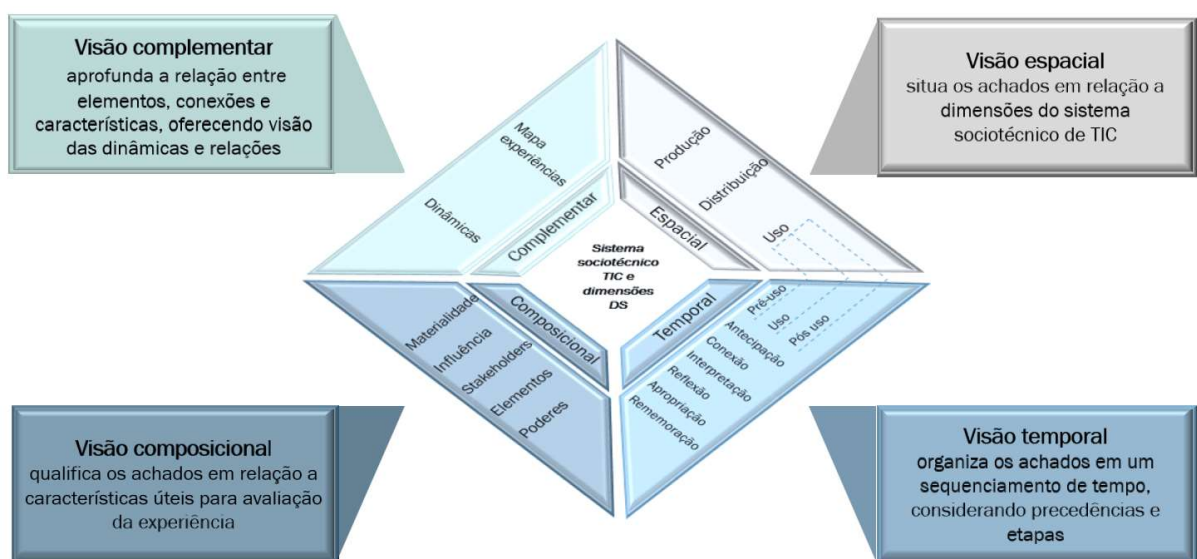 Visão complementar
aprofunda a relação entre
elementos, conexões e
características, oferecendo visão
das dinâmicas e relações
Visão espacial
situa os achados em relação a
dimensões do sistema
sociotécnico de TIC
Mapa
experiências
Dinâmicas
Complementar
Produção
Distribuição
Uso
Espacial
Sistema
sociotécnico
TIC e
dimensões
DS
Materialidade
Influência
Stakeholders
Elementos
Poderes
Composicional
Temporal
Pré-uso
Uso
Pós uso
Antecipação
Conexão
Interpretação
Reflexão
Apropriação
Rememoração
Visão composicional
qualifica os achados em relação a
características úteis para avaliação
da experiência
Visão temporal
organiza os achados em um
sequenciamento de tempo,
considerando precedências e
etapas